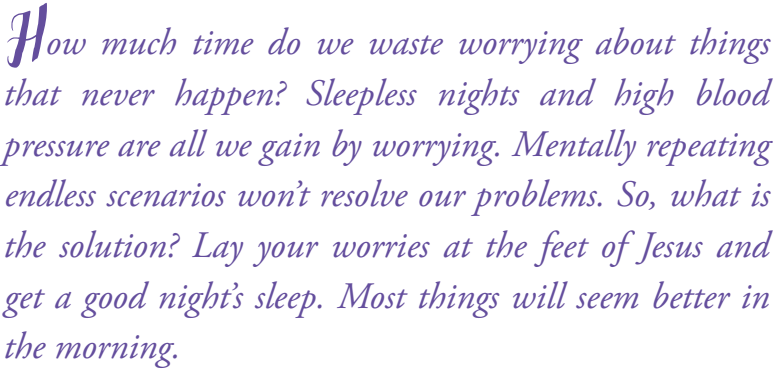 How much time do we waste worrying about things
that never happen? Sleepless nights and high blood
pressure are all we gain by worrying. Mentally repeating
endless scenarios won’t resolve our problems. So, what is
the solution? Lay your worries at the feet of Jesus and
get a good night’s sleep. Most things will seem better in
the morning.